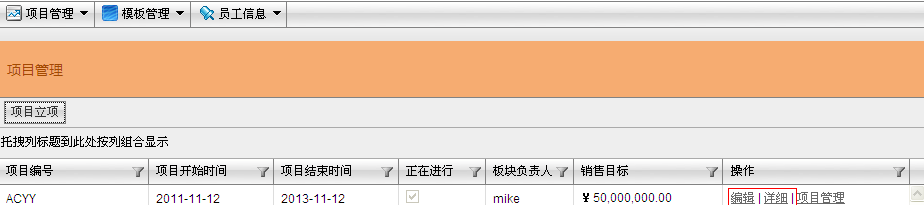 项目管理 模板管理 员工信息
项目管理
项目立项
托拽列标题到此处按列组合显示
项目编号 项目开始时间 项目结束时间 正在进行 板块负责人 销售目标 操作
ACYY 2011-11-12 2013-11-12 mike ¥ 50,000,000.00 编辑 | 详细 | 项目管理